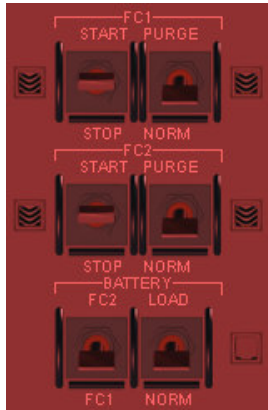 FC1
START PURGE
STOP NORM
FC2
START PURGE
STOP NORM
BATTERY
FC2 LOAD
FC1 NORM